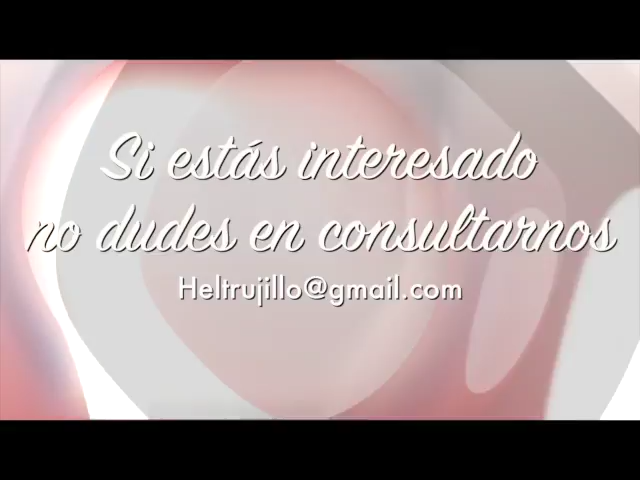 Si estás interesado
no dudes en consultarnos
Heltrujillo@gmail.com